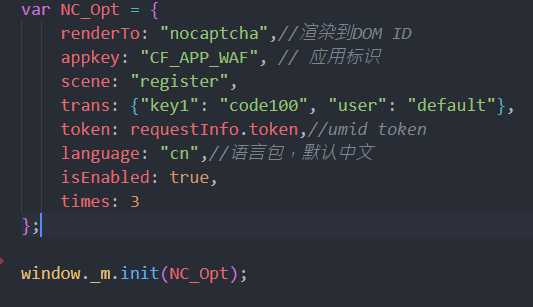 var NC_Opt = {
renderTo: "nocaptcha",//渲染到DOM ID
appkey: "CF_APP_WAF", // 应用标识
scene: "register",
trans: {"key1": "code100", "user": "default"},
token: requestInfo.token,//umid token
language: "cn",//语言包，默认中文
isEnabled: true,
times: 3
};
window._m.init(NC_Opt);